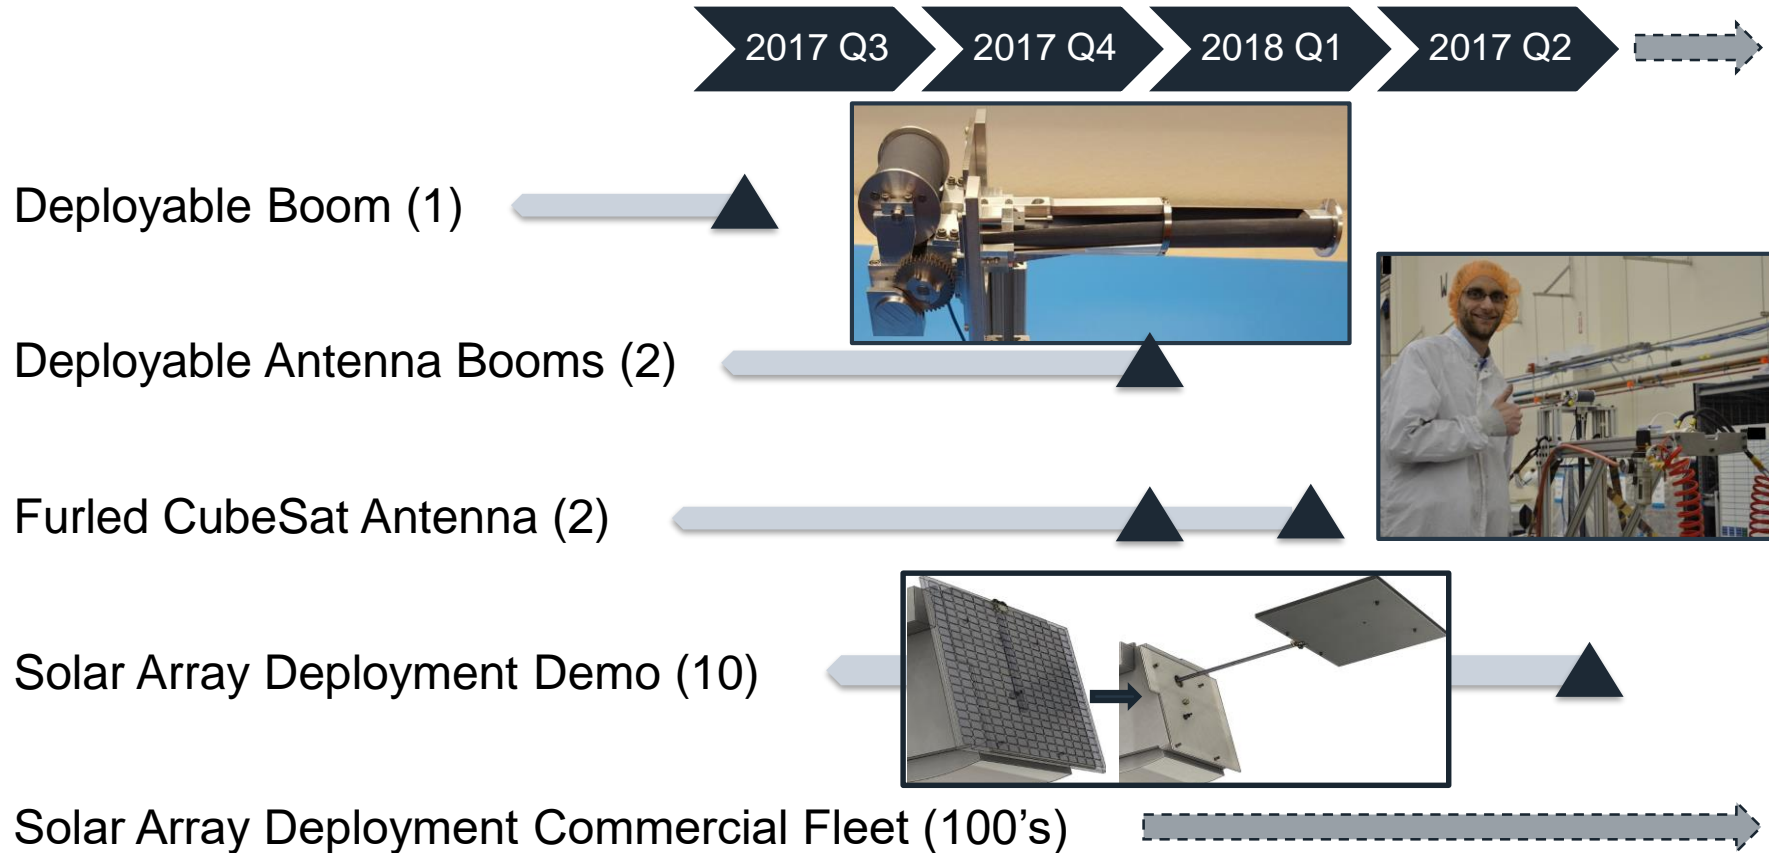 2017 Q3
2017 Q4
2018 Q1
2017 Q2
Deployable Boom (1)
Deployable Antenna Booms (2)
Furled CubeSat Antenna (2)
Solar Array Deployment Demo (10)
Solar Array Deployment Commercial Fleet (100's)
W